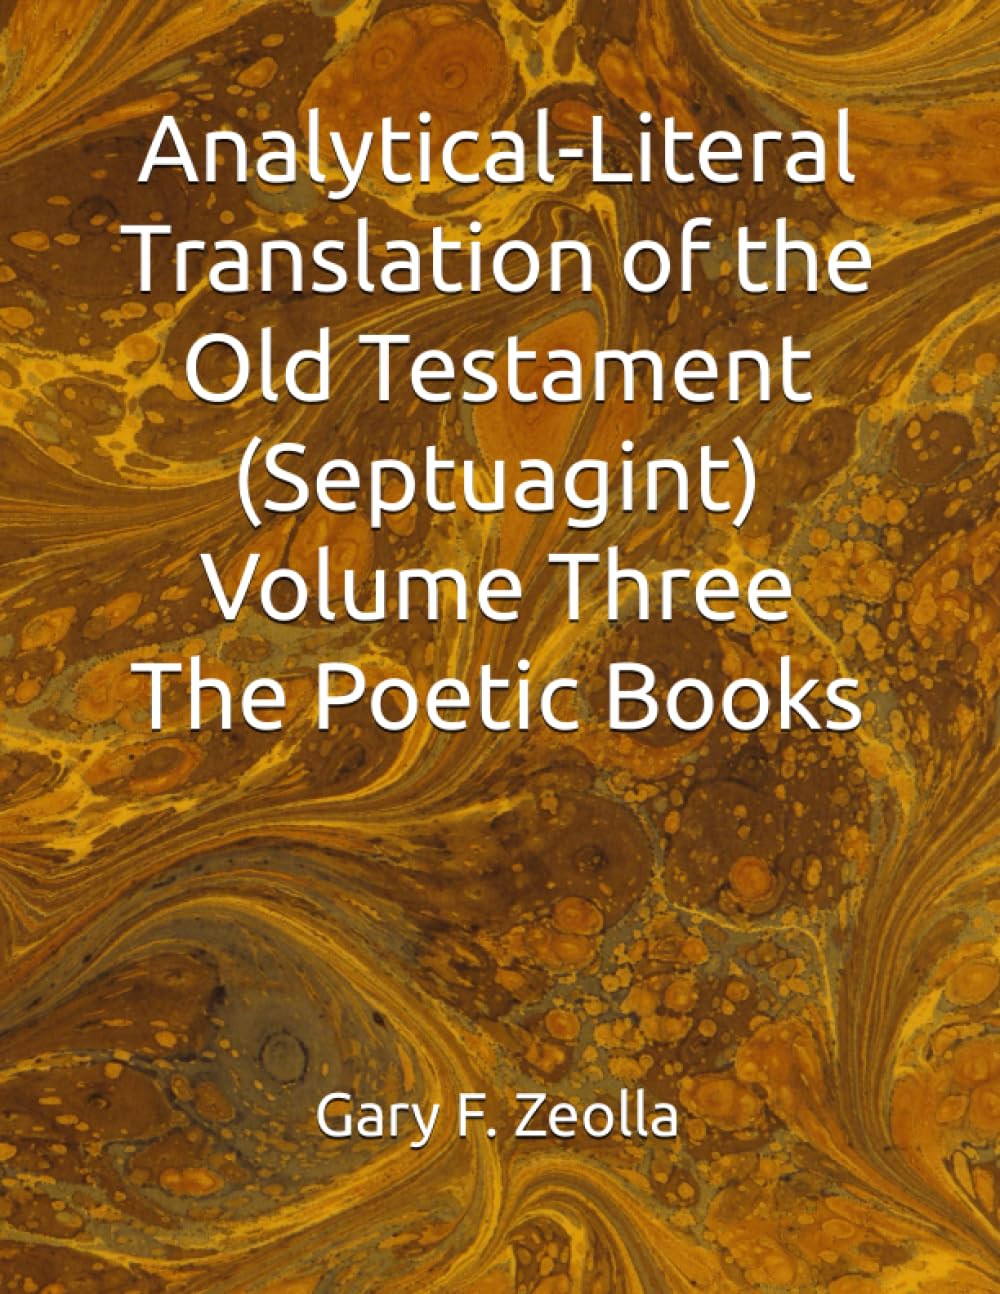 Analytical-Literal
Translation of the
Old Testament
(Septuagint)
Volume Three
The Poetic Books
Gary F. Zeolla